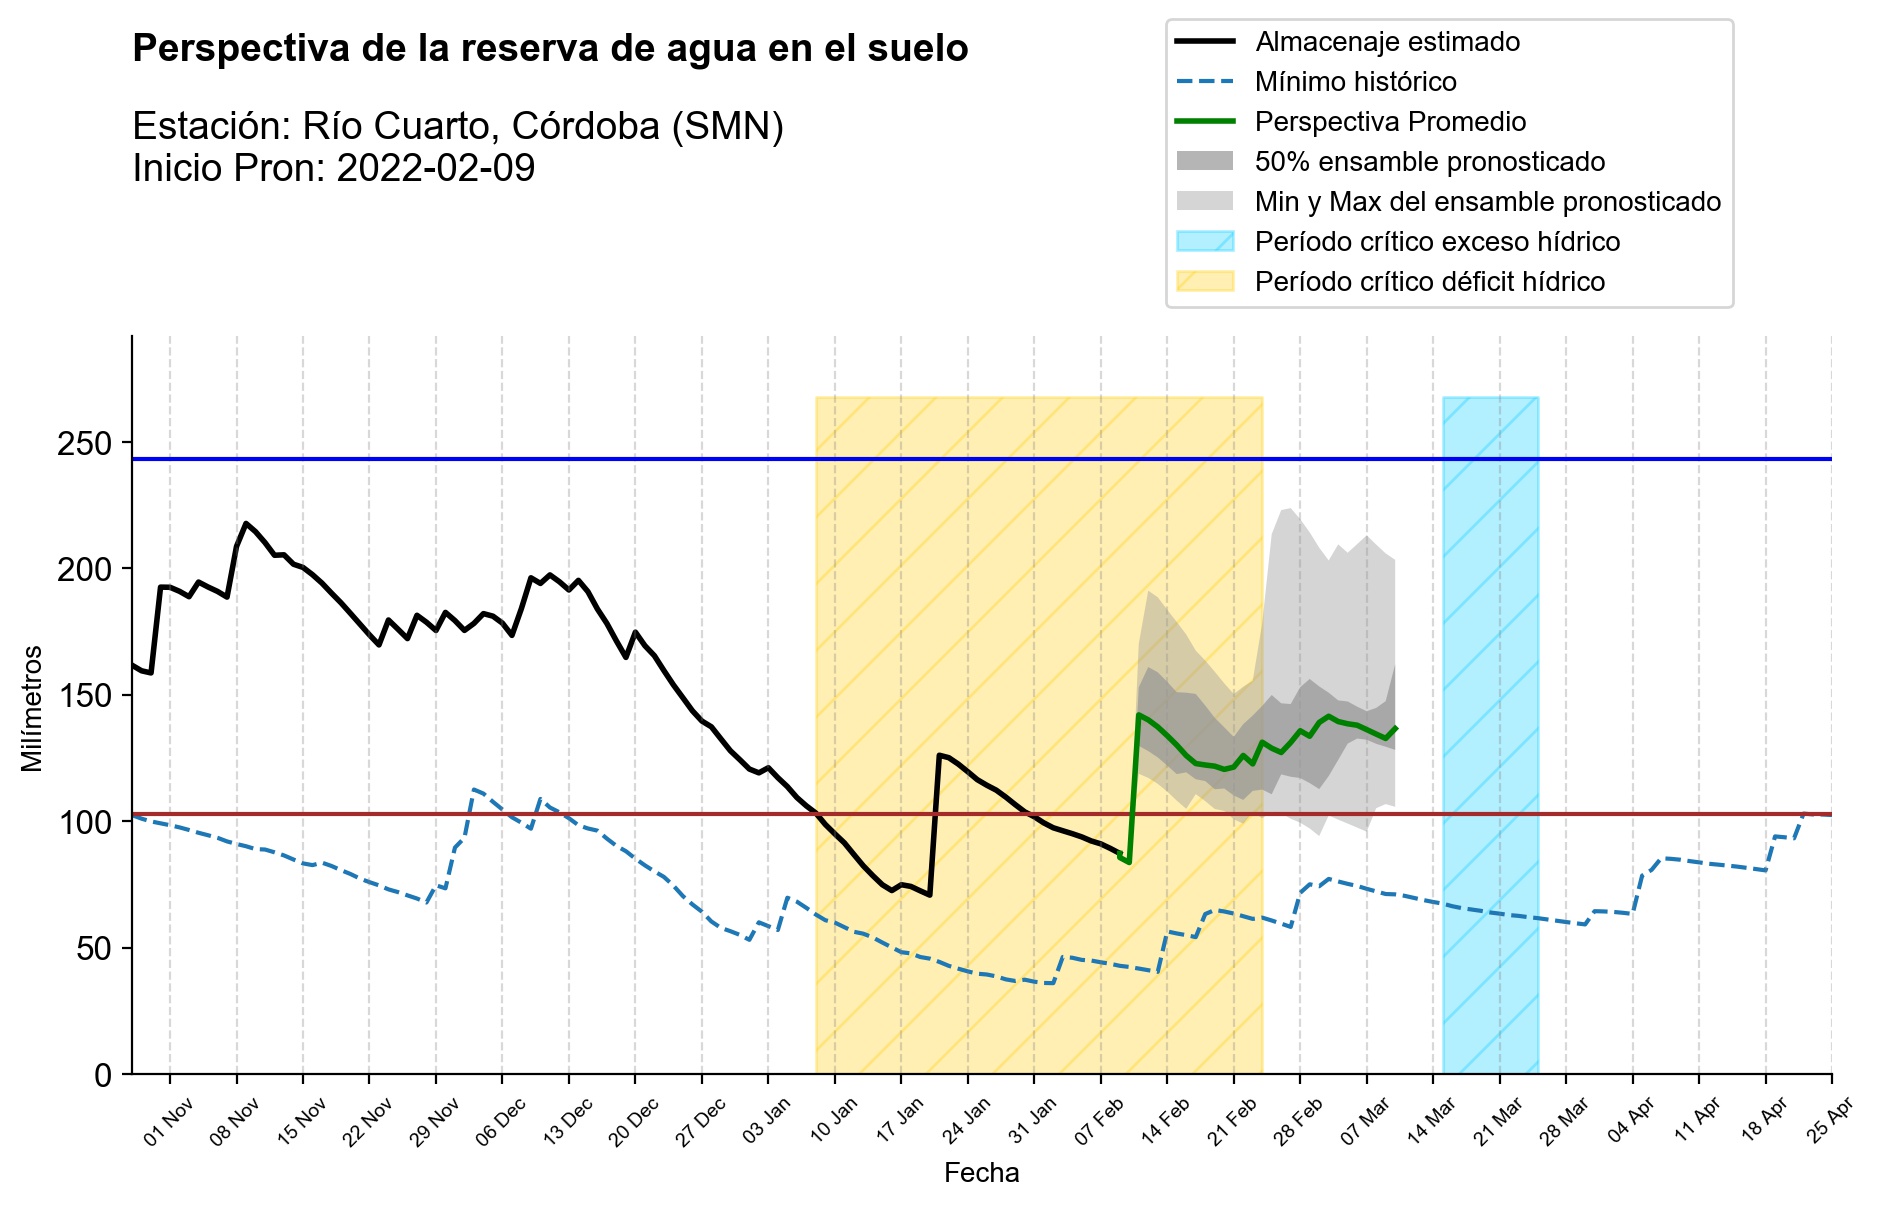 Perspectiva de la reserva de agua en el suelo
Estación: Río Cuarto, Córdoba (SMN)
Inicio Pron: 2022-02-09
Almacenaje estimado
Mínimo histórico
Perspectiva Promedio
50% ensamble pronosticado
Min y Max del ensamble pronosticado
Período crítico exceso hídrico
Período crítico déficit hídrico
Milímetros
250
200
150
100
50
0
01 Nov
08 Nov
15 Nov
22 Nov
29 Nov
06 Dec
13 Dec
20 Dec
27 Dec
03 Jan
10 Jan
17 Jan
24 Jan
31 Jan
07 Feb
14 Feb
21 Feb
28 Feb
07 Mar
14 Mar
21 Mar
28 Mar
04 Apr
11 Apr
18 Apr
25 Apr
Fecha